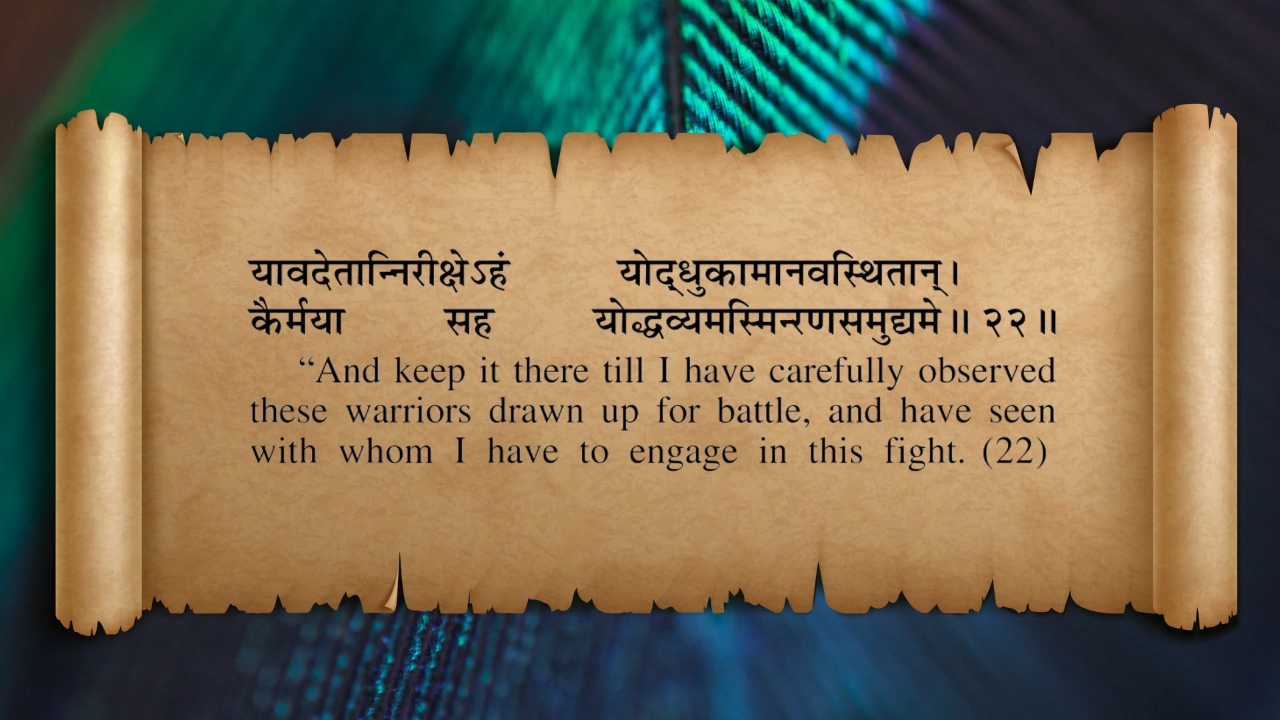 यावदेतान्निरीक्षेऽहं योद्धुकामानवस्थितान्।
कैर्मया सह योद्धव्यमस्मिन्रणसमुद्यमे॥ २२॥
“And keep it there till I have carefully observed
these warriors drawn up for battle, and have seen
with whom I have to engage in this fight. (22)